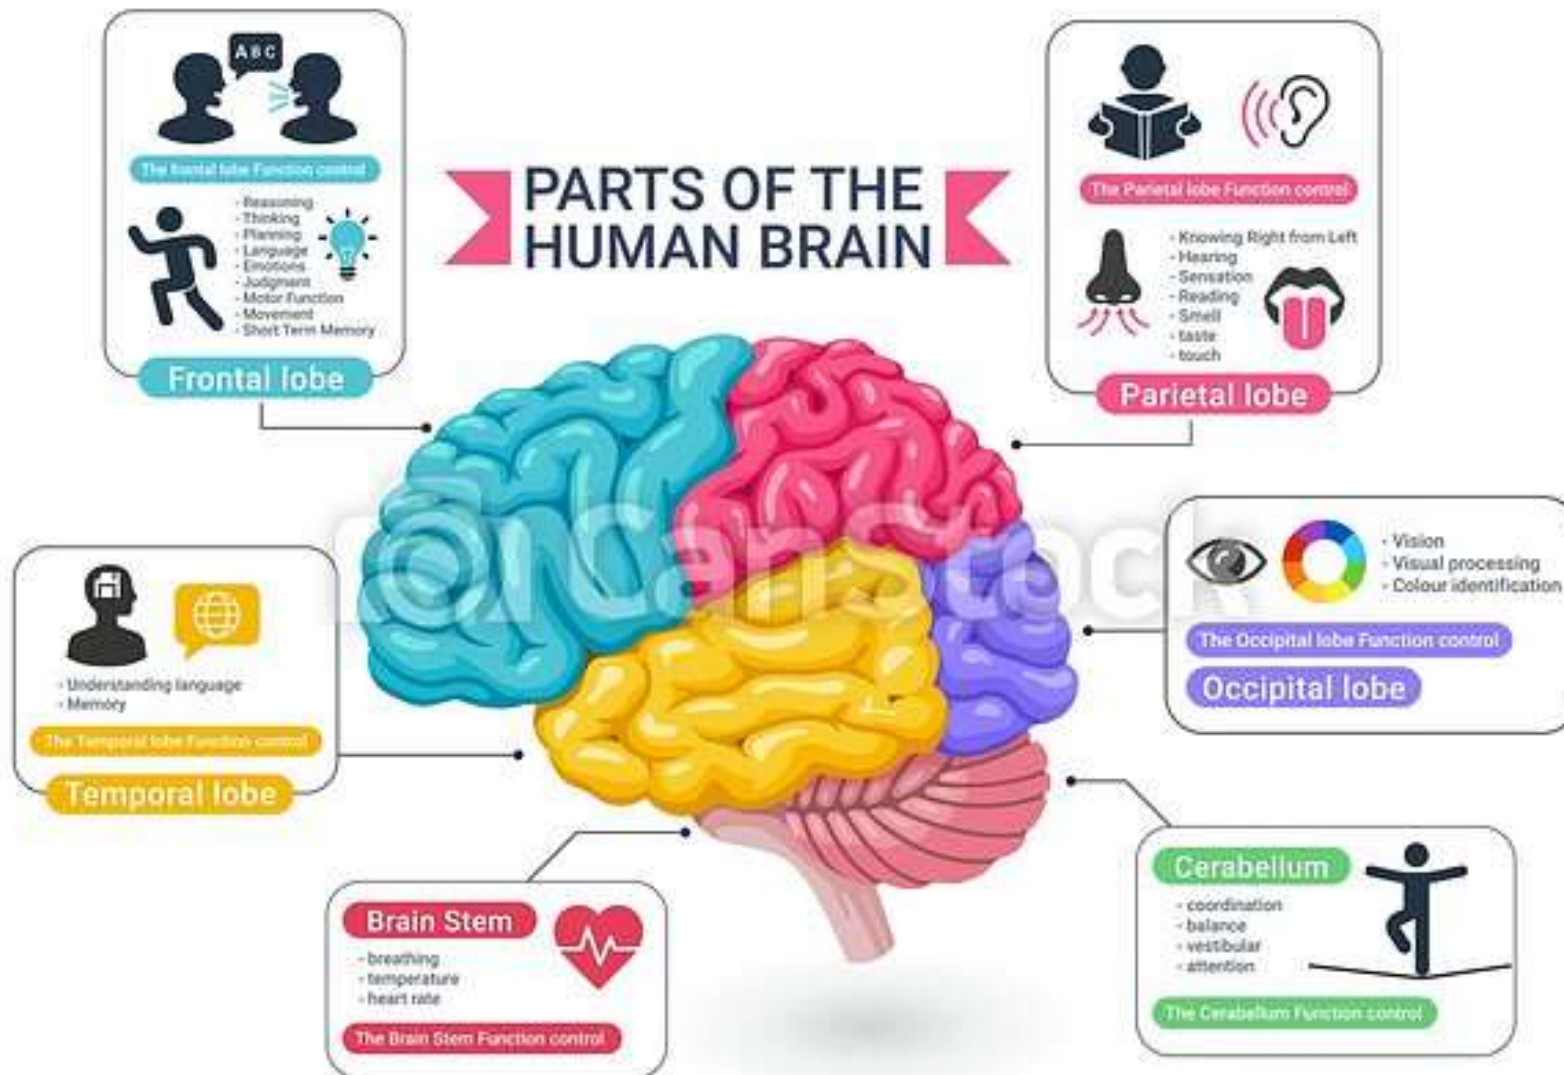 ABC
The frontal lobe Function control
- Reasoning
- Thinking
- Planning
- Language
- Emotions
- Judgment
- Motor Function
- Movement
- Short Term Memory
Frontal lobe
PARTS OF THE
HUMAN BRAIN
The Parietal lobe Function control
- Knowing Right from Left
- Hearing
- Sensation
- Reading
- Smell
- taste
- touch
Parietal lobe
- Understanding language
- Memory
The Temporal lobe Function control
Temporal lobe
CanStock
- Vision
- Visual processing
- Colour identification
The Occipital lobe Function control
Occipital lobe
Brain Stem
- breathing
- temperature
- heart rate
The Brain Stem Function control
Cerabellum
- coordination
- balance
- vestibular
- attention
The Cerabellum Function control